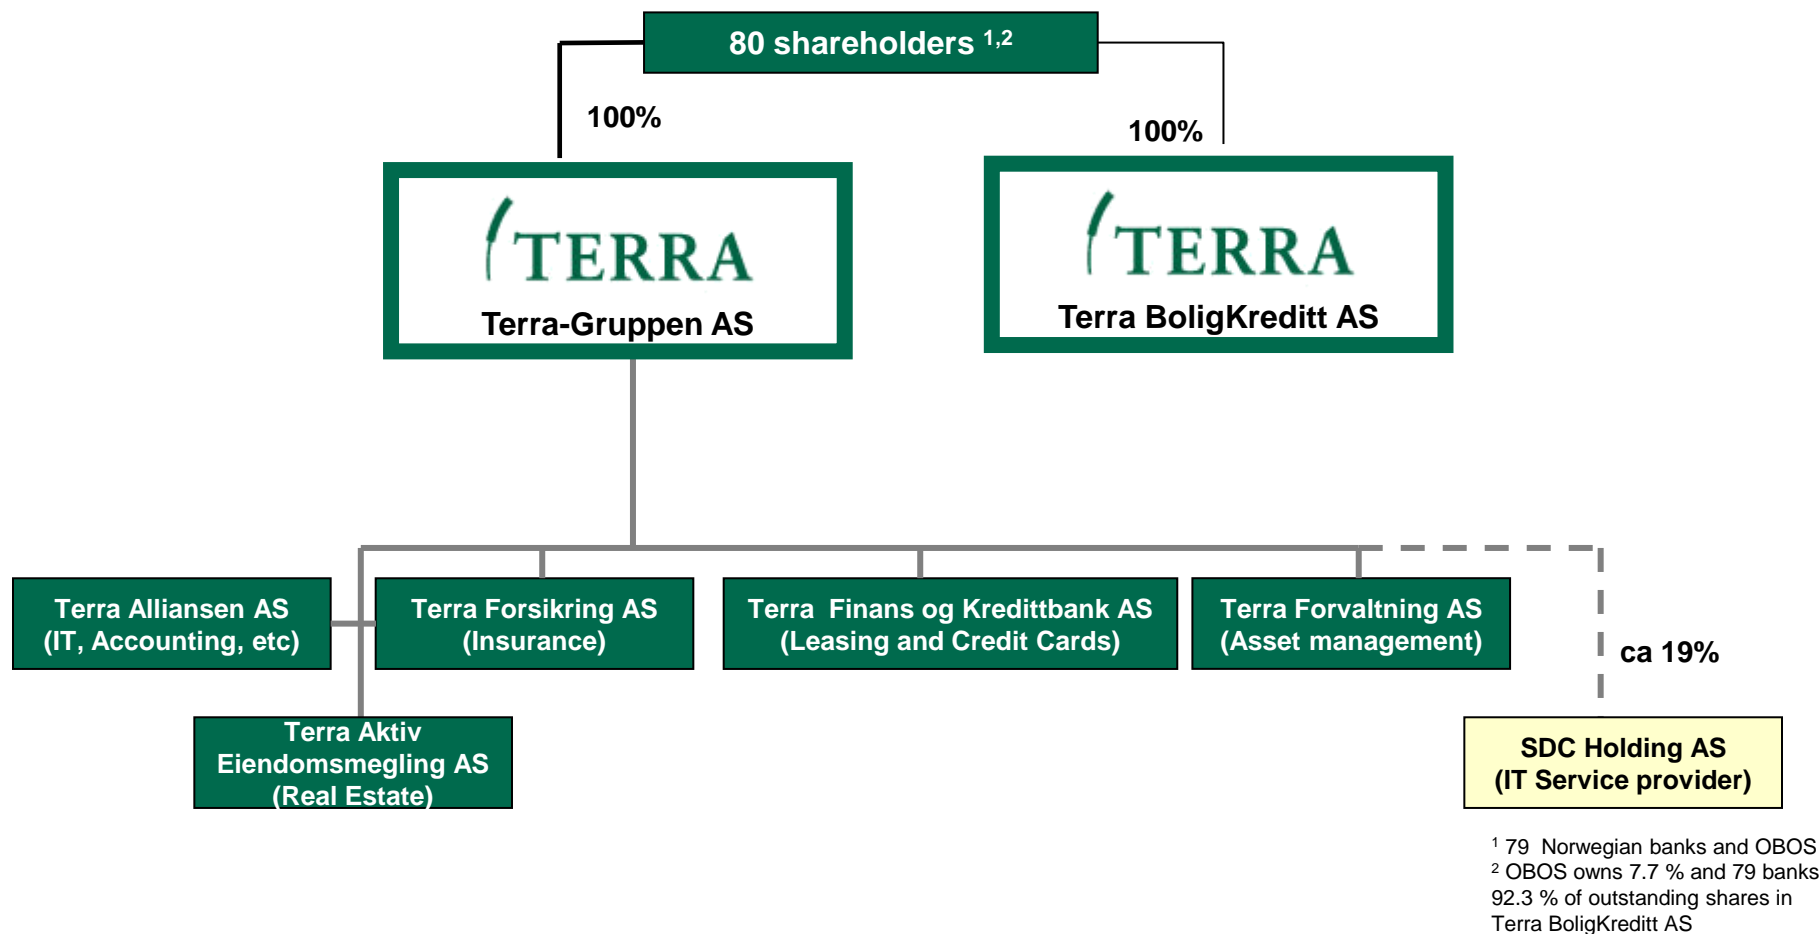 80 shareholders 1,2
100%
100%
TERRA
Terra-Gruppen AS
TERRA
Terra BoligKreditt AS
Terra Alliansen AS
(IT, Accounting, etc)
Terra Forsikring AS
(Insurance)
Terra Finans og Kredittbank AS
(Leasing and Credit Cards)
Terra Forvaltning AS
(Asset management)
ca 19%
Terra Aktiv
Eiendomsmegling AS
(Real Estate)
SDC Holding AS
(IT Service provider)
1 79 Norwegian banks and OBOS
2 OBOS owns 7.7 % and 79 banks
92.3 % of outstanding shares in
Terra BoligKreditt AS